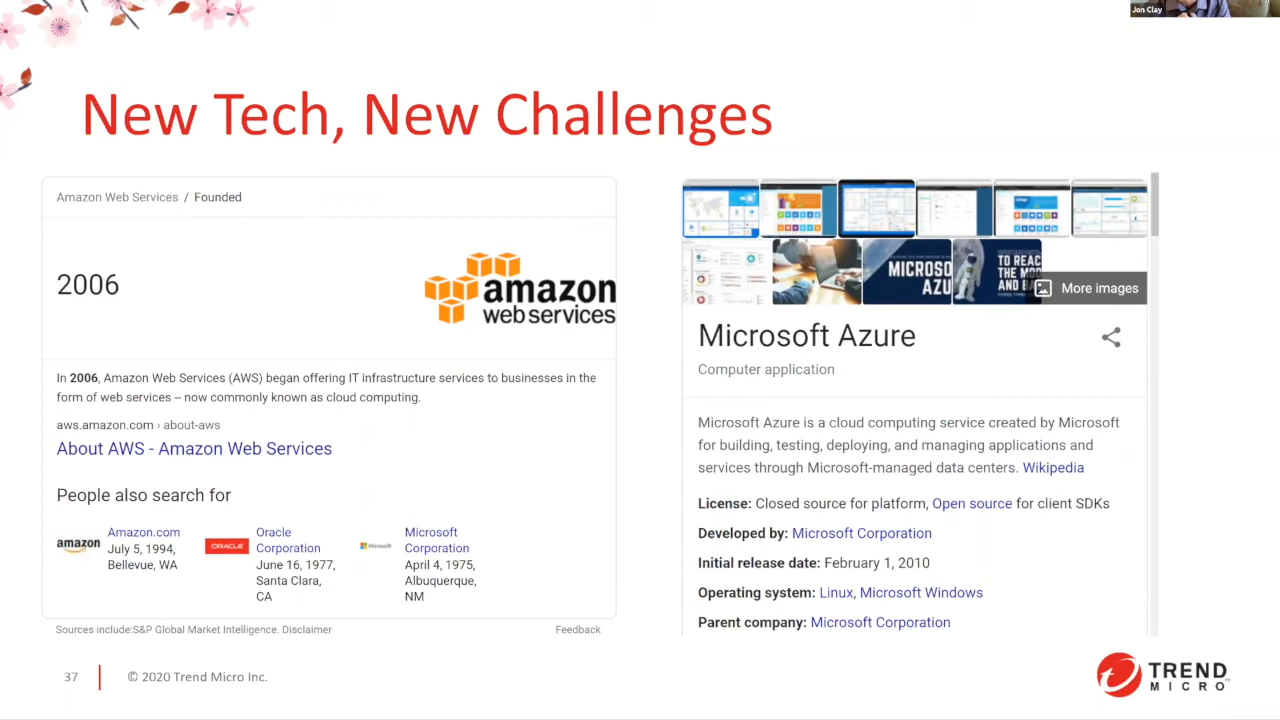 Jon Clay
New Tech, New Challenges
Amazon Web Services / Founded
2006
amazon
webservices
In 2006, Amazon Web Services (AWS) began offering IT infrastructure services to businesses in the
form of web services -- now commonly known as cloud computing.
aws.amazon.com › about-aws
About AWS - Amazon Web Services
People also search for
amazon
Amazon.com
July 5, 1994,
Bellevue, WA
ORACLE
Oracle
Corporation
June 16, 1977,
Santa Clara,
CA
Microsoft
Microsoft
Corporation
April 4, 1975,
Albuquerque,
NM
Sources include:S&P Global Market Intelligence. Disclaimer
Feedback
MICROSO
AZU
TO REAC
THE MO
AND BA
More images
Microsoft Azure
Computer application
Microsoft Azure is a cloud computing service created by Microsoft
for building, testing, deploying, and managing applications and
services through Microsoft-managed data centers. Wikipedia
License: Closed source for platform, Open source for client SDKs
Developed by: Microsoft Corporation
Initial release date: February 1, 2010
Operating system: Linux, Microsoft Windows
Parent company: Microsoft Corporation
37
© 2020 Trend Micro Inc.
TREND
MICRO